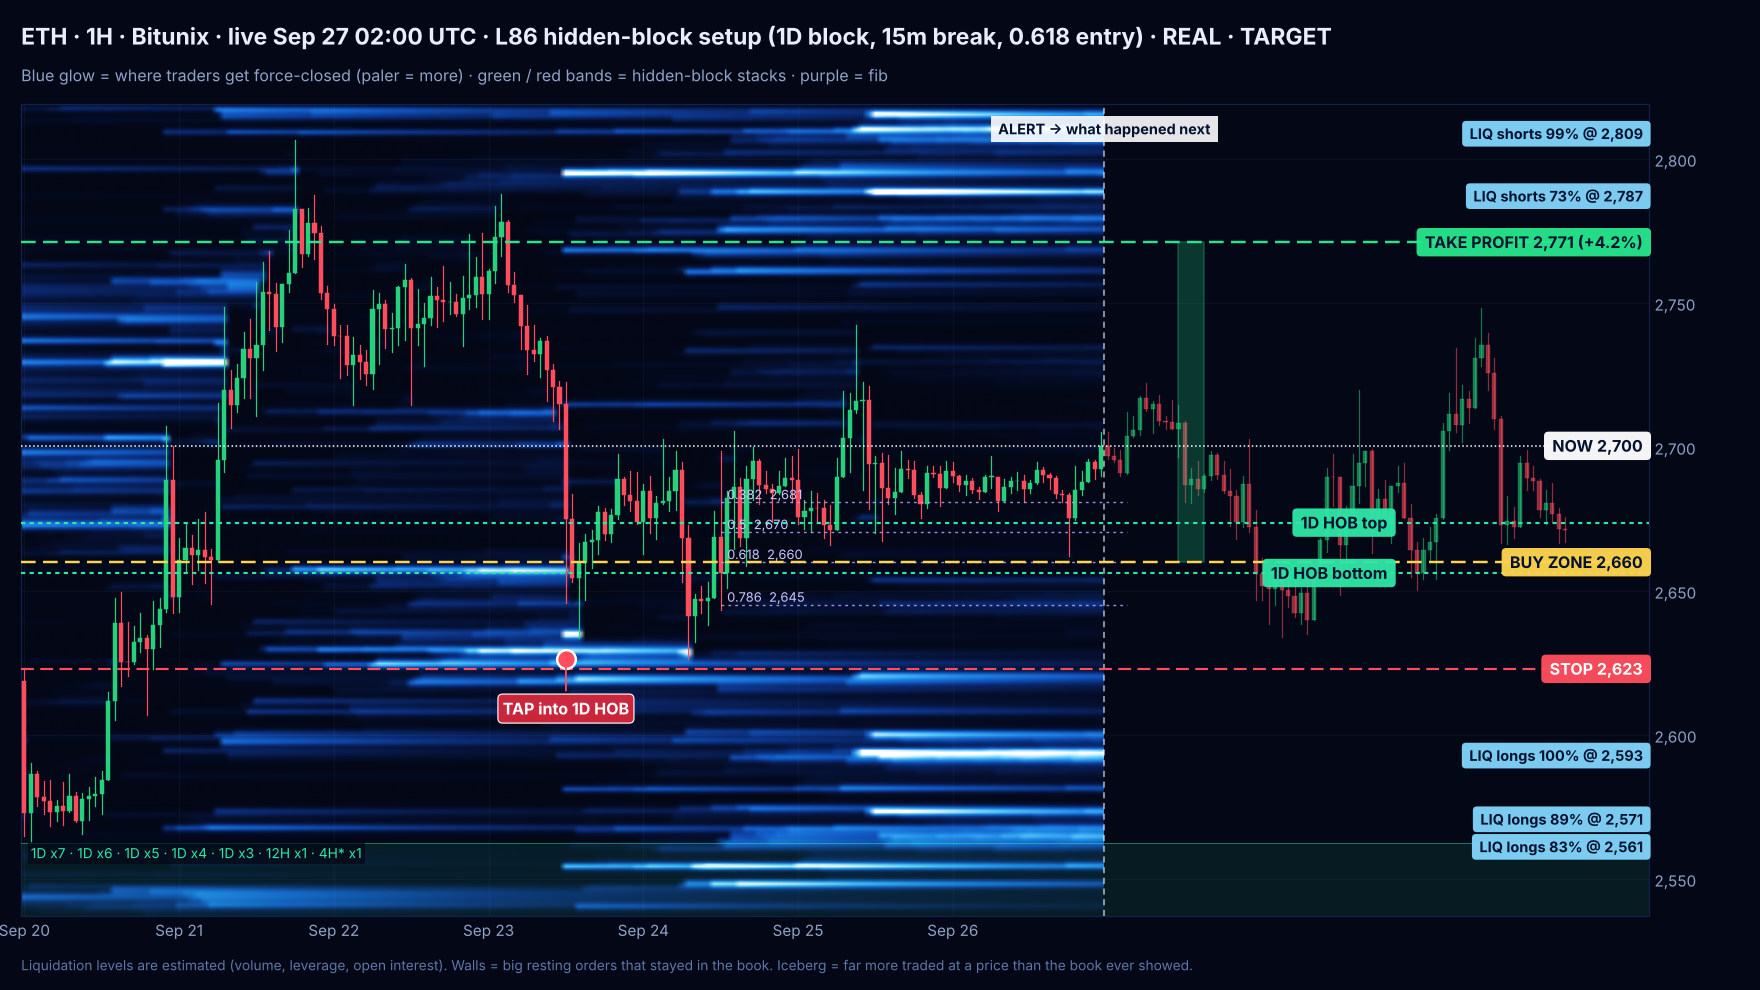 ETH · 1H · Bitunix · live Sep 27 02:00 UTC · L86 hidden-block setup (1D block, 15m break, 0.618 entry) · REAL · TARGET
Blue glow = where traders get force-closed (paler = more) · green / red bands = hidden-block stacks · purple = fib
ALERT → what happened next
LIQ shorts 99% @ 2,809
2,800
LIQ shorts 73% @ 2,787
TAKE PROFIT 2,771 (+4.2%)
2,750
NOW 2,700
2,700
0.382 2,681
0.5 2,670
1D HOB top
0.618 2,660
BUY ZONE 2,660
1D HOB bottom
2,650
0.786 2,645
STOP 2,623
TAP into 1D HOB
2,600
LIQ longs 100% @ 2,593
LIQ longs 89% @ 2,571
LIQ longs 83% @ 2,561
1D x7 · 1D x6 · 1D x5 · 1D x4 · 1D x3 · 12H x1 · 4H* x1
2,550
Sep 20 Sep 21 Sep 22 Sep 23 Sep 24 Sep 25 Sep 26
Liquidation levels are estimated (volume, leverage, open interest). Walls = big resting orders that stayed in the book. Iceberg = far more traded at a price than the book ever showed.